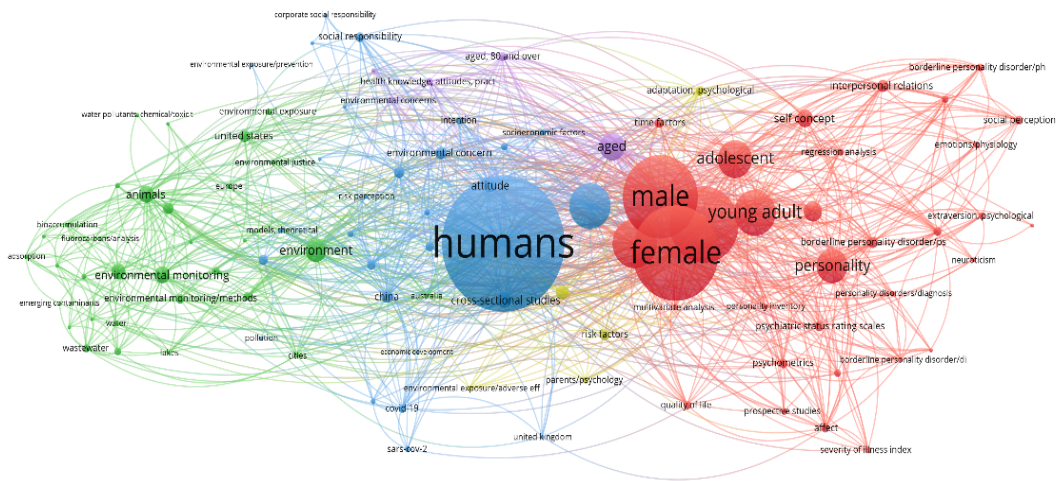 corporate social responsibility
social responsibility
aged, 80 and over
environmental exposure/prevention
borderline personality disorder/ph
health knowledge, attitudes, pract
interpersonal relations
adaptation, psychological
environmental concerns
water pollutants, chemical/toxicit
environmental exposure
intention
time factors
self concept
social perception
united states
socioeconomic factors
emotions/physiology
aged
environmental concern
regression analysis
adolescent
environmental justice
europe
attitude
animals
risk perception
male
young adult
extraversion, psychological
bioaccumulation
models, theoretical
fluorocarbons/analysis
humans
borderline personality disorder/ps
environment
female
adsorption
neuroticism
personality
environmental monitoring
personality disorders/diagnosis
emerging contaminants
environmental monitoring/methods
china
australia
cross-sectional studies
multivariate analysis
personality inventory
water
psychiatric status rating scales
pollution
risk factors
wastewater
lakes
cities
economic development
borderline personality disorder/di
psychometrics
parents/psychology
environmental exposure/adverse eff
quality of life
covid-19
prospective studies
affect
united kingdom
sars-cov-2
severity of illness index